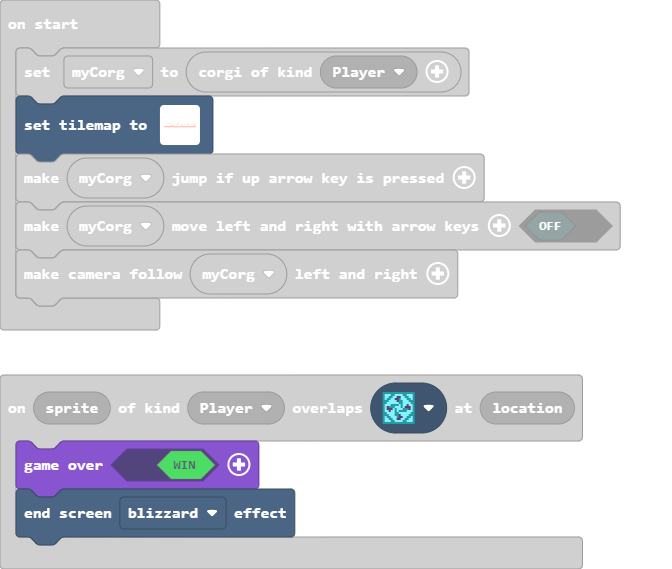 on start
set myCorg to corgi of kind Player
set tilemap to
make myCorg jump if up arrow key is pressed
make myCorg move left and right with arrow keys OFF
make camera follow myCorg left and right
on sprite of kind Player overlaps at location
game over WIN
end screen blizzard effect